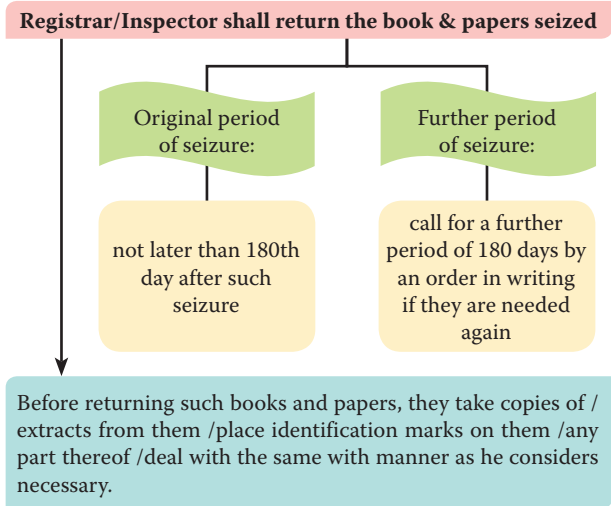 Registrar/Inspector shall return the book & papers seized
Original period
of seizure:
Further period
of seizure:
not later than 180th
day after such
seizure
call for a further
period of 180 days by
an order in writing
if they are needed
again
Before returning such books and papers, they take copies of /
extracts from them /place identification marks on them /any
part thereof /deal with the same with manner as he considers
necessary.